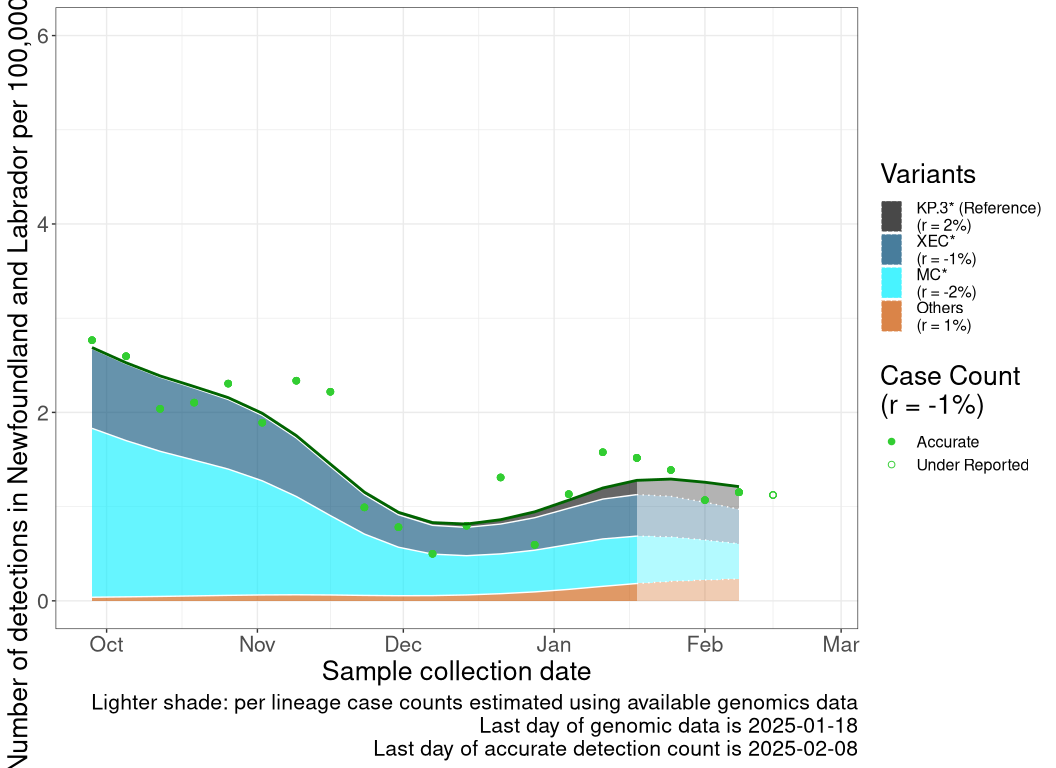 Number of detections in Newfoundland and Labrador per 100,000
6
4
2
0
Oct
Nov
Dec
Jan
Feb
Mar
Sample collection date
Lighter shade: per lineage case counts estimated using available genomics data
Last day of genomic data is 2025-01-18
Last day of accurate detection count is 2025-02-08
Variants
KP.3* (Reference)
(r = 2%)
XEC*
(r = -1%)
MC*
(r = -2%)
Others
(r = 1%)
Case Count
(r = -1%)
Accurate
Under Reported